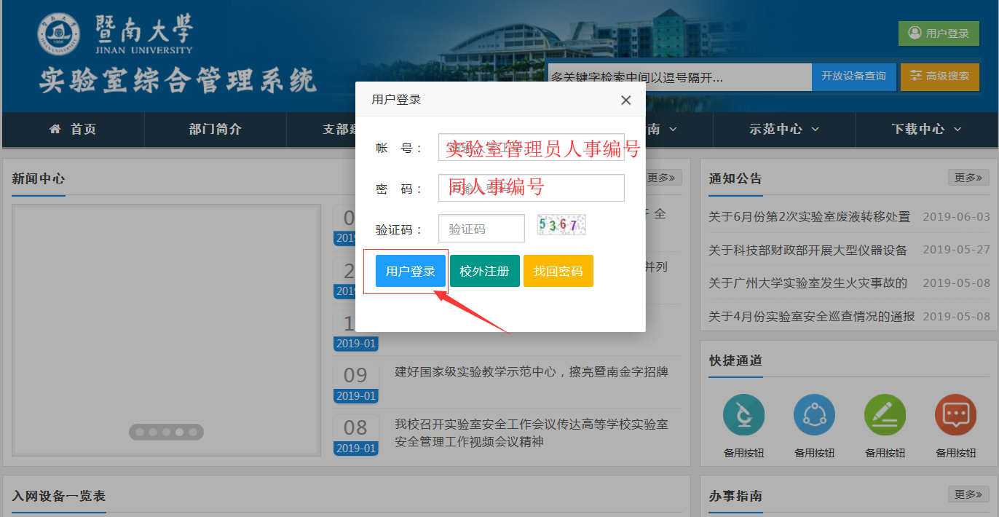 暨南大学
JINAN UNIVERSITY
实验室综合管理系统
用户登录
多关键字检索中间以逗号隔开...
开放设备查询
高级搜索
首页
部门简介
支部建
南
示范中心
下载中心
用户登录
帐 号：
实验室管理员人事编号
密 码：
同人事编号
验证码：
验证码
5367
用户登录
校外注册
找回密码
新闻中心
更多»
全
2019
2
2019
并列
1
2019-01
09
2019-01
建好国家级实验教学示范中心，擦亮暨南金字招牌
08
2019-01
我校召开实验室安全工作会议传达高等学校实验室
安全管理工作视频会议精神
通知公告
更多»
关于6月份第2次实验室废液转移处置 2019-06-03
关于科技部财政部开展大型仪器设备 2019-05-27
关于广州大学实验室发生火灾事故的 2019-05-08
关于4月份实验室安全巡查情况的通报 2019-05-08
快捷通道
备用按钮
备用按钮
备用按钮
备用按钮
入网设备一览表
办事指南
更多»